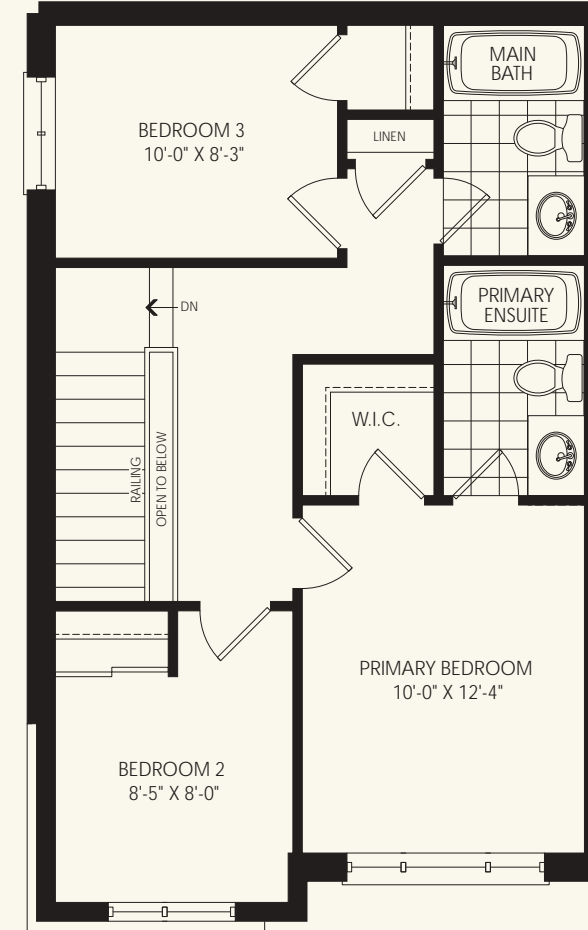 MAIN
BATH
BEDROOM 3
10'-0" X 8'-3"
LINEN
DN
PRIMARY
ENSUITE
W.I.C.
RAILING
OPEN TO BELOW
PRIMARY BEDROOM
10'-0" X 12'-4"
BEDROOM 2
8'-5" X 8'-0"